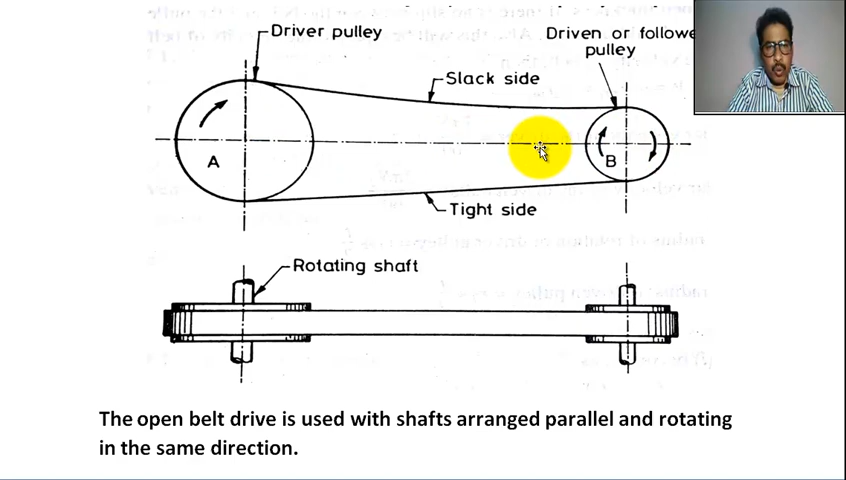 Driver pulley
Driven or followe
pulley
Slack side
A
B
Tight side
Rotating shaft
The open belt drive is used with shafts arranged parallel and rotating
in the same direction.